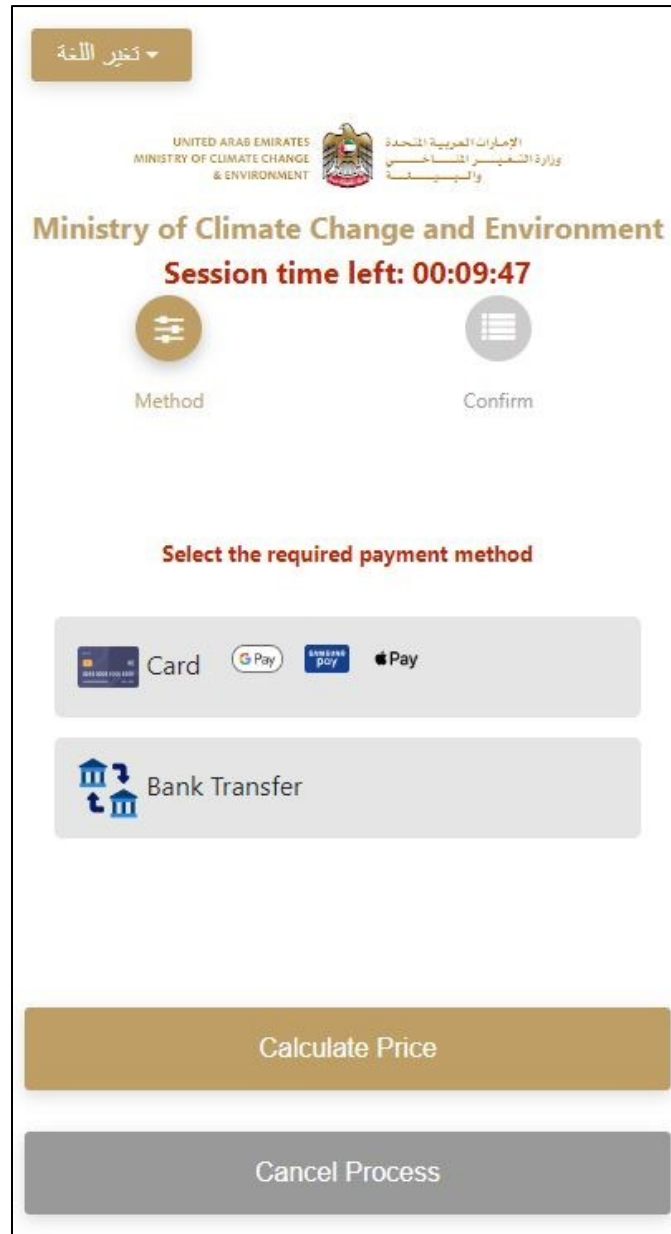 تغير اللغة
UNITED ARAB EMIRATES
MINISTRY OF CLIMATE CHANGE
& ENVIRONMENT
الإمارات العربية المتحدة
وزارة التغيير المناخي
والبيئة
Ministry of Climate Change and Environment
Session time left: 00:09:47
Method
Confirm
Select the required payment method
Card
G Pay
SAMSUNG
pay
Pay
Bank Transfer
Calculate Price
Cancel Process